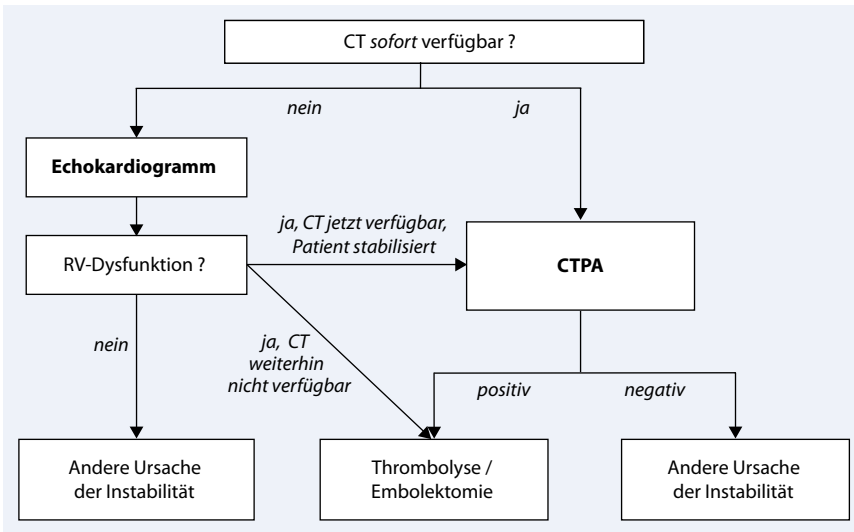 CT sofort verfügbar ?
nein
ja
Echokardiogramm
RV-Dysfunktion ?
ja, CT jetzt verfügbar,
Patient stabilisiert
CTPA
nein
ja, CT
weiterhin
nicht verfügbar
positiv
negativ
Andere Ursache
der Instabilität
Thrombolyse /
Embolektomie
Andere Ursache
der Instabilität